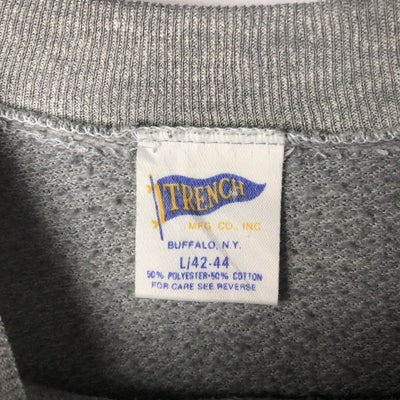 TRENCH
MFG. CO., INC.
BUFFALO, N.Y.
L/42-44
50% POLYESTER-50% COTTON
FOR CARE SEE REVERSE